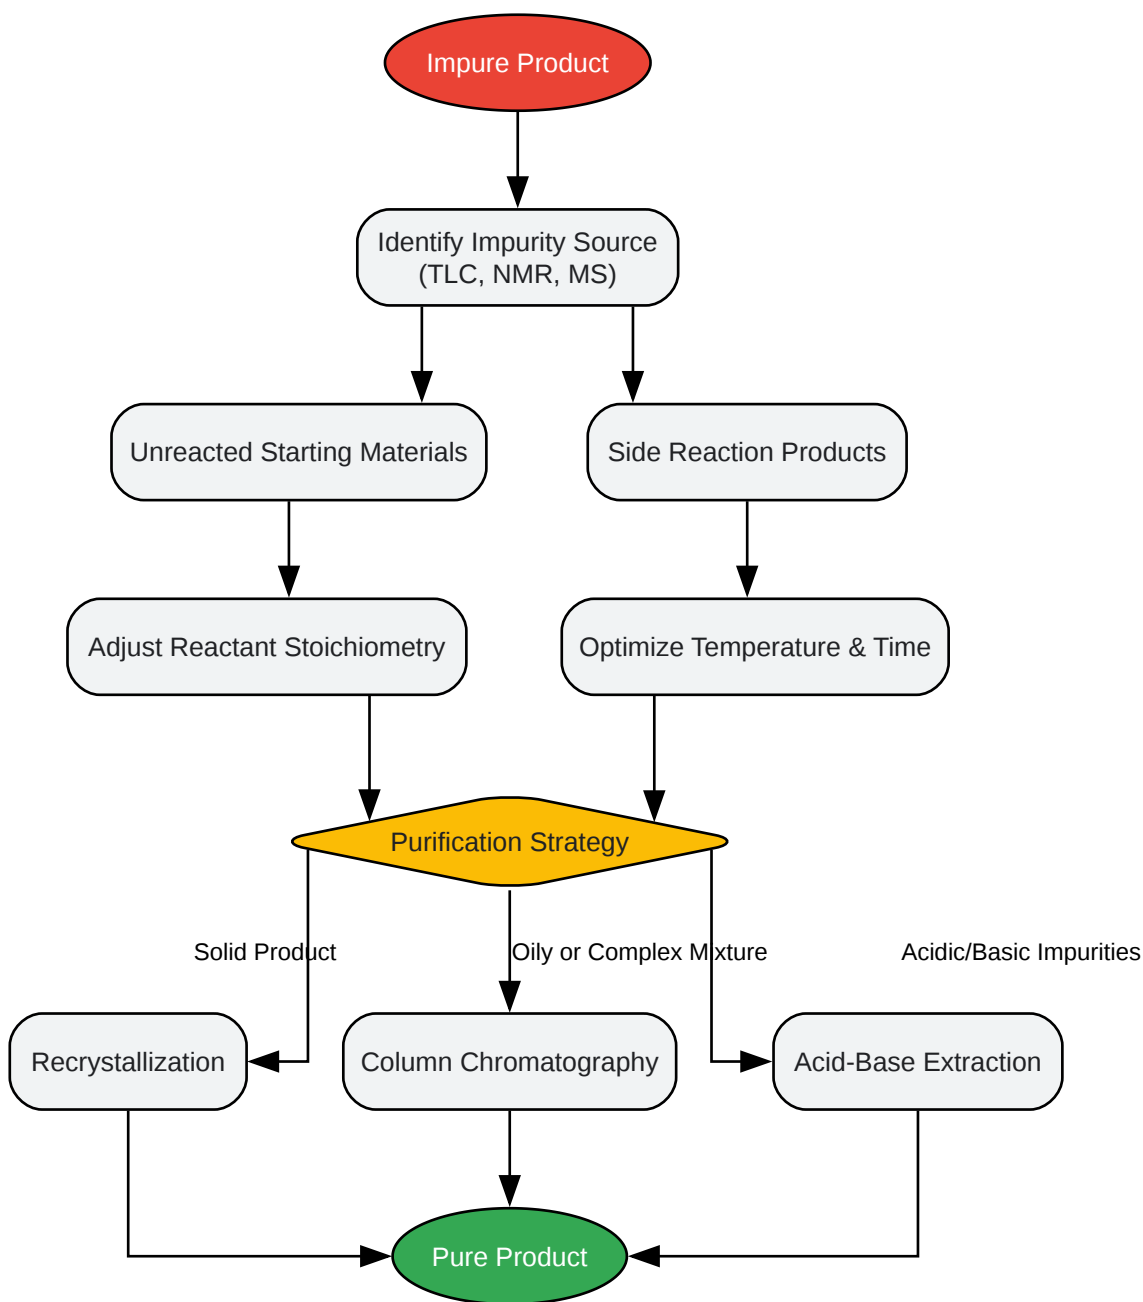 Impure Product
Identify Impurity Source
(TLC, NMR, MS)
Unreacted Starting Materials
Side Reaction Products
Adjust Reactant Stoichiometry
Optimize Temperature & Time
Purification Strategy
Solid Product
Oily or Complex Mixture
Acidic/Basic Impurities
Recrystallization
Column Chromatography
Acid-Base Extraction
Pure Product